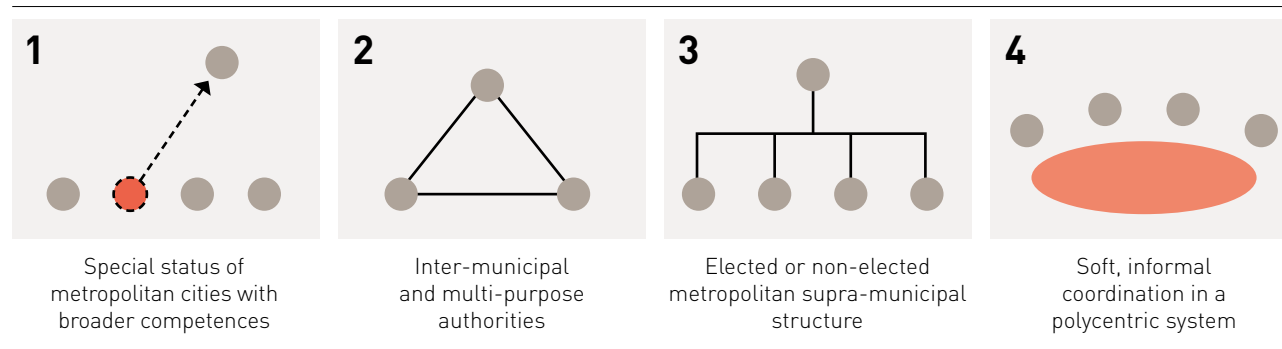 1
Special status of
metropolitan cities with
broader competences
2
Inter-municipal
and multi-purpose
authorities
3
Elected or non-elected
metropolitan supra-municipal
structure
4
Soft, informal
coordination in a
polycentric system